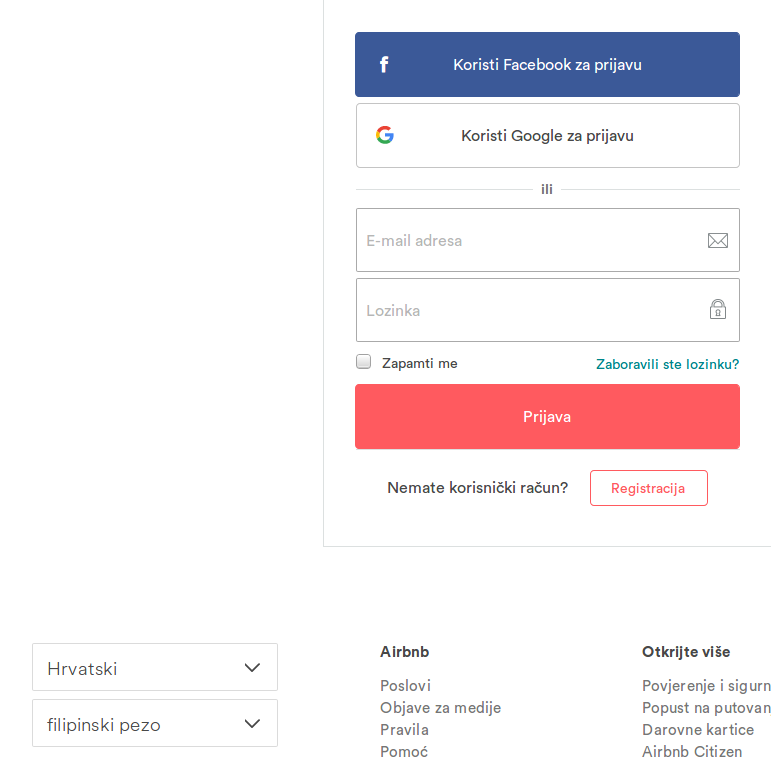 Koristi Facebook za prijavu
Koristi Google za prijavu
ili
E-mail adresa
Lozinka
Zapamti me
Zaboravili ste lozinku?
Prijava
Nemate korisnički račun?
Registracija
Hrvatski
filipinski pezo
Airbnb
Poslovi
Objave za medije
Pravila
Pomoć
Otkrijte više
Povjerenje i sigurn
Popust na putovan
Darovne kartice
Airbnb Citizen